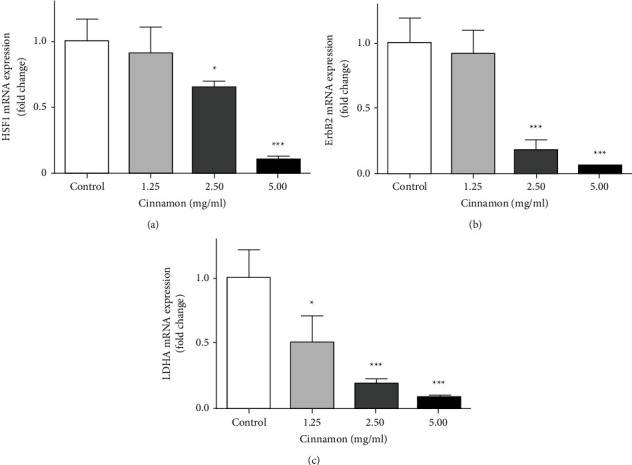 HSF1 mRNA expression
(fold change)
1.0
0.5
0
*
***
Control
1.25
2.50
5.00
Cinnamon (mg/ml)
(a)
ErbB2 mRNA expression
(fold change)
1.0
0.5
0.0
***
***
Control
1.25
2.50
5.00
Cinnamon (mg/ml)
(b)
LDHA mRNA expression
(fold change)
1.0
0.5
0.0
*
***
***
Control
1.25
2.50
5.00
Cinnamon (mg/ml)
(c)